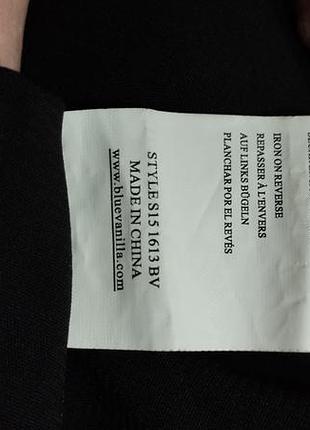 IRON ON REVERSE
REPASSER À L'ENVERS
AUF LINKS BÜGELN
PLANCHAR POR EL REVÉS
STYLE 815 1613 BV
MADE IN CHINA
www.bluevanilla.com